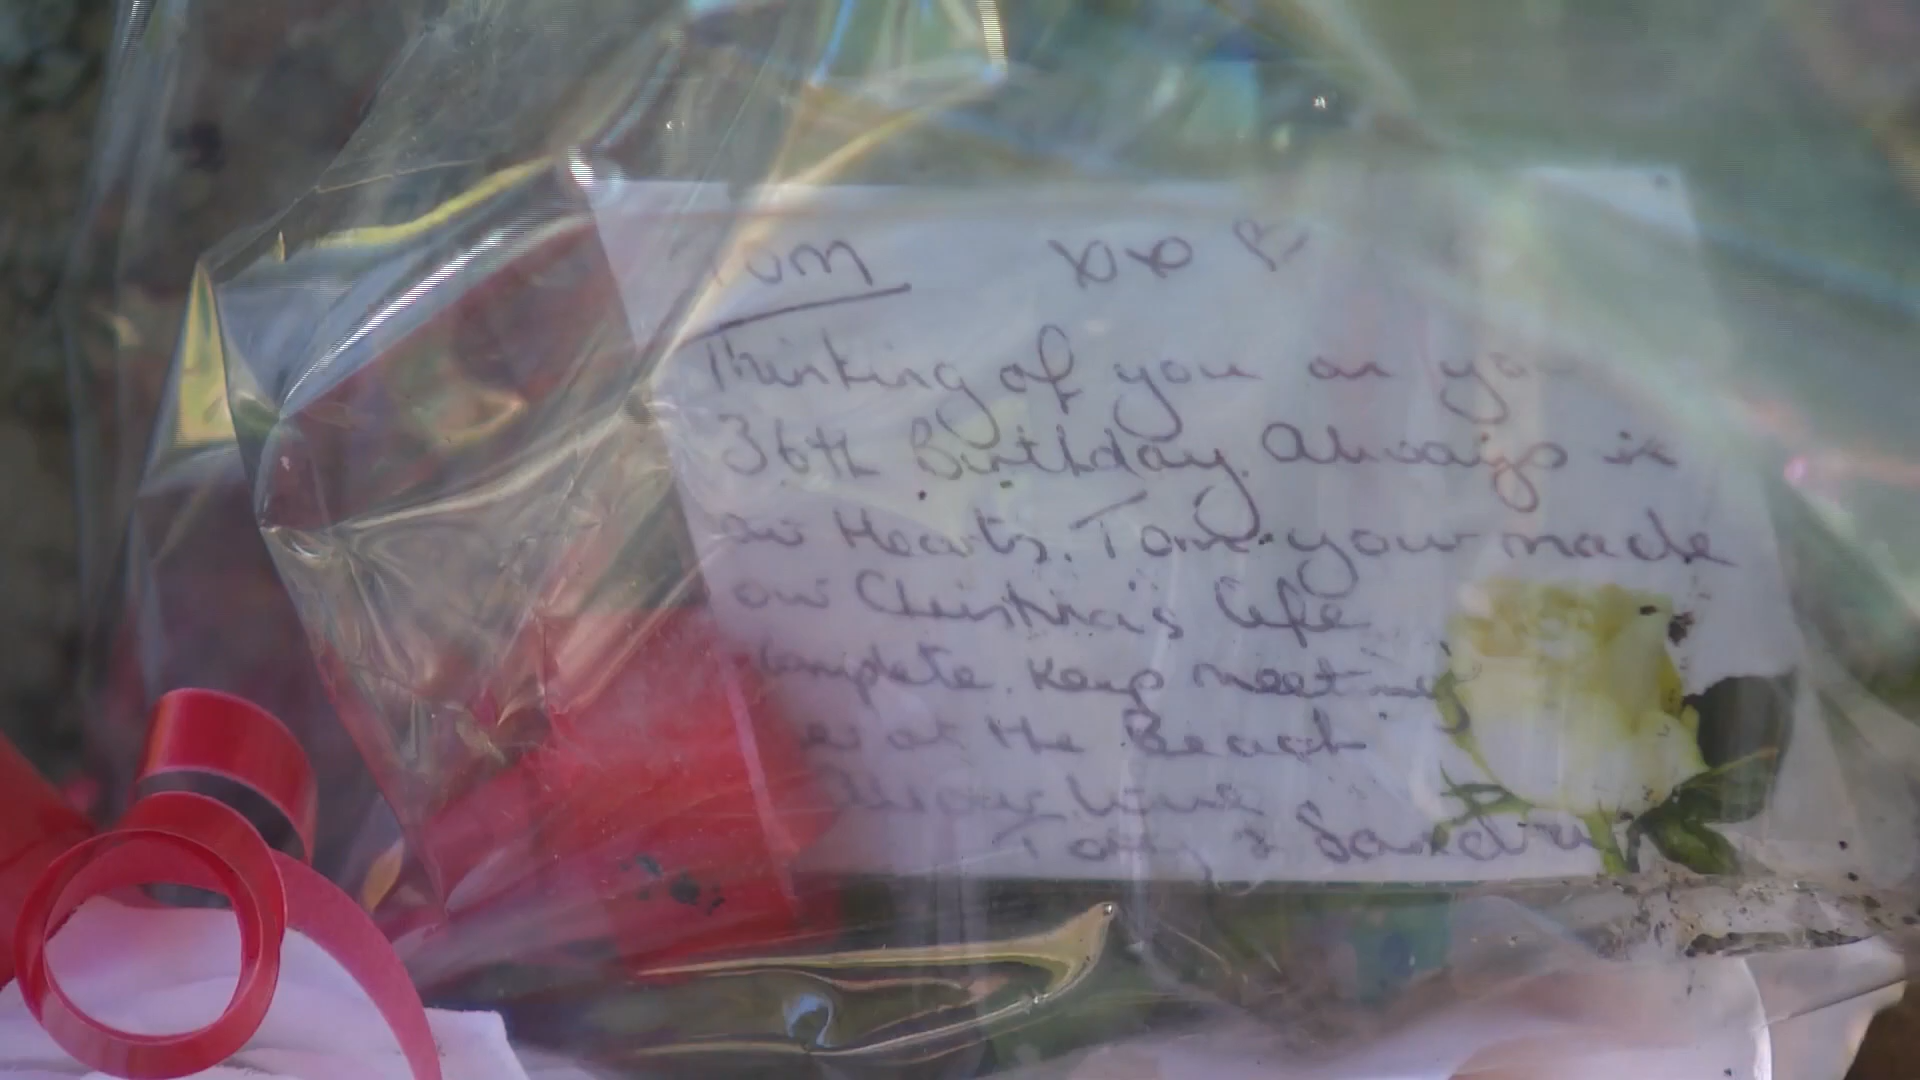 Tom xx
Thinking of you on
36th Birthday. Always in
our Hearts. Tom. your made
our Christina's life
Complete. Keep meeting
at the Beach
Always Love
Tony & Sandra